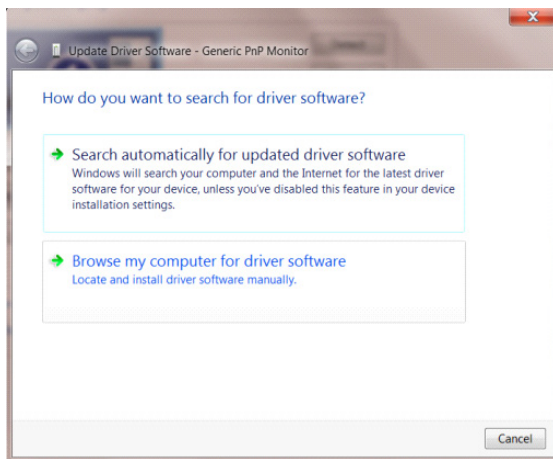 Update Driver Software - Generic PnP Monitor
How do you want to search for driver software?
Search automatically for updated driver software
Windows will search your computer and the Internet for the latest driver
software for your device, unless you've disabled this feature in your device
installation settings.
Browse my computer for driver software
Locate and install driver software manually.
Cancel